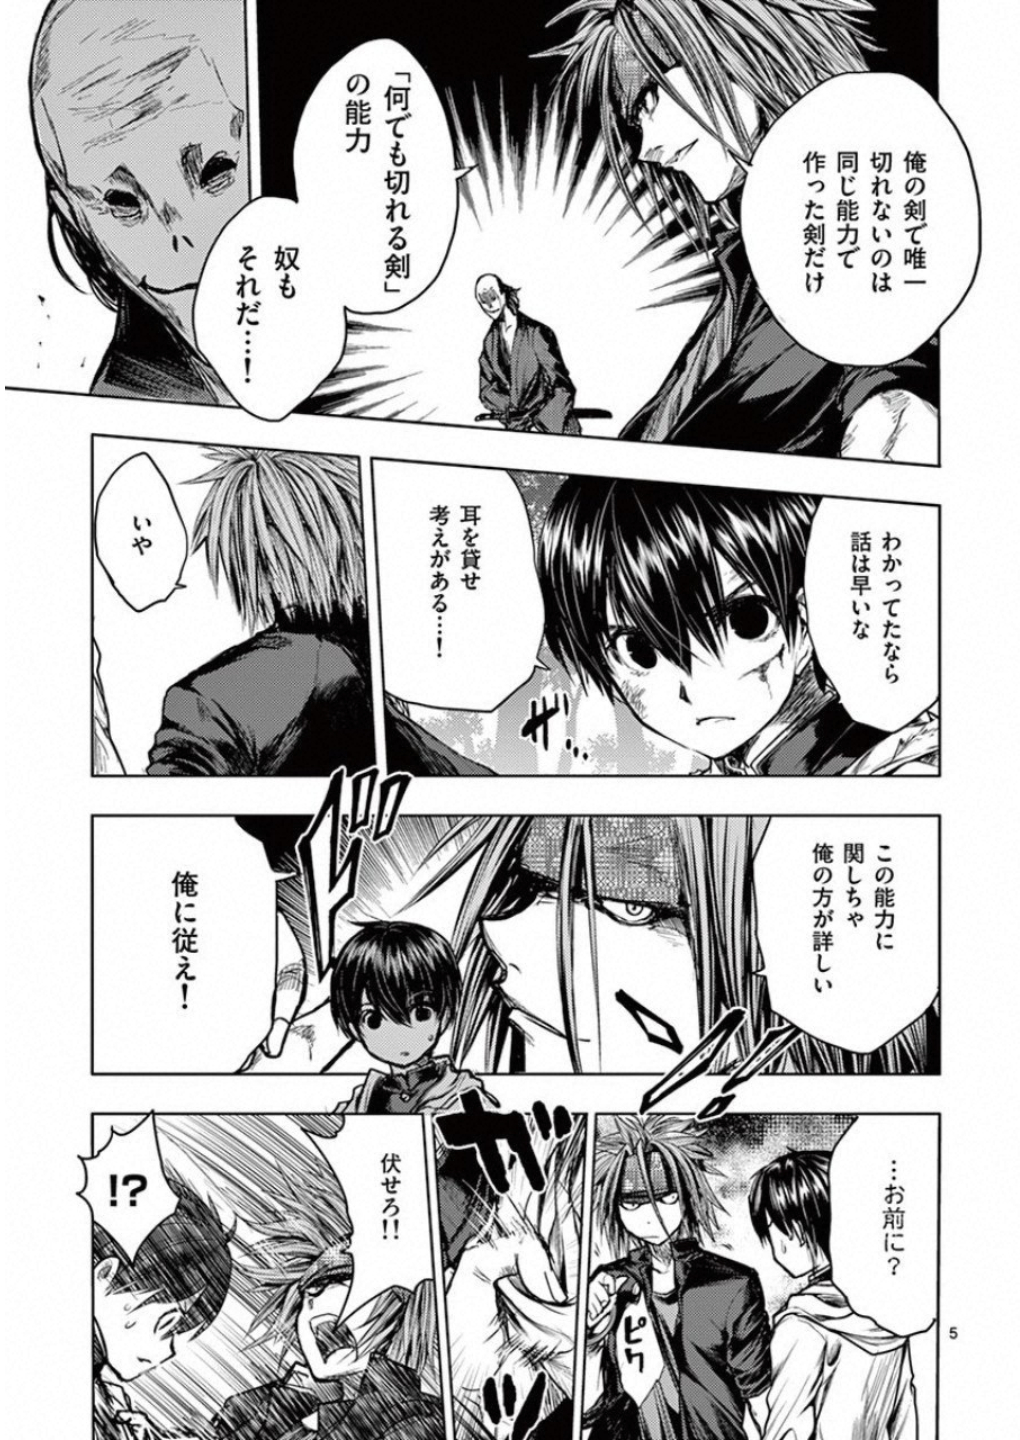 俺の剣で唯一
切れないのは
同じ能力で
作った剣だけ
「何でも切れる剣」
の能力
奴も
それだ…！
わかってたなら
話は早いな
耳を貸せ
考えがある…！
ザッ…
いや
この能力に
関しちゃ
俺の方が詳しい
俺に従え！
…お前に？
ピク
ガッ
伏せろ!!
!?
5